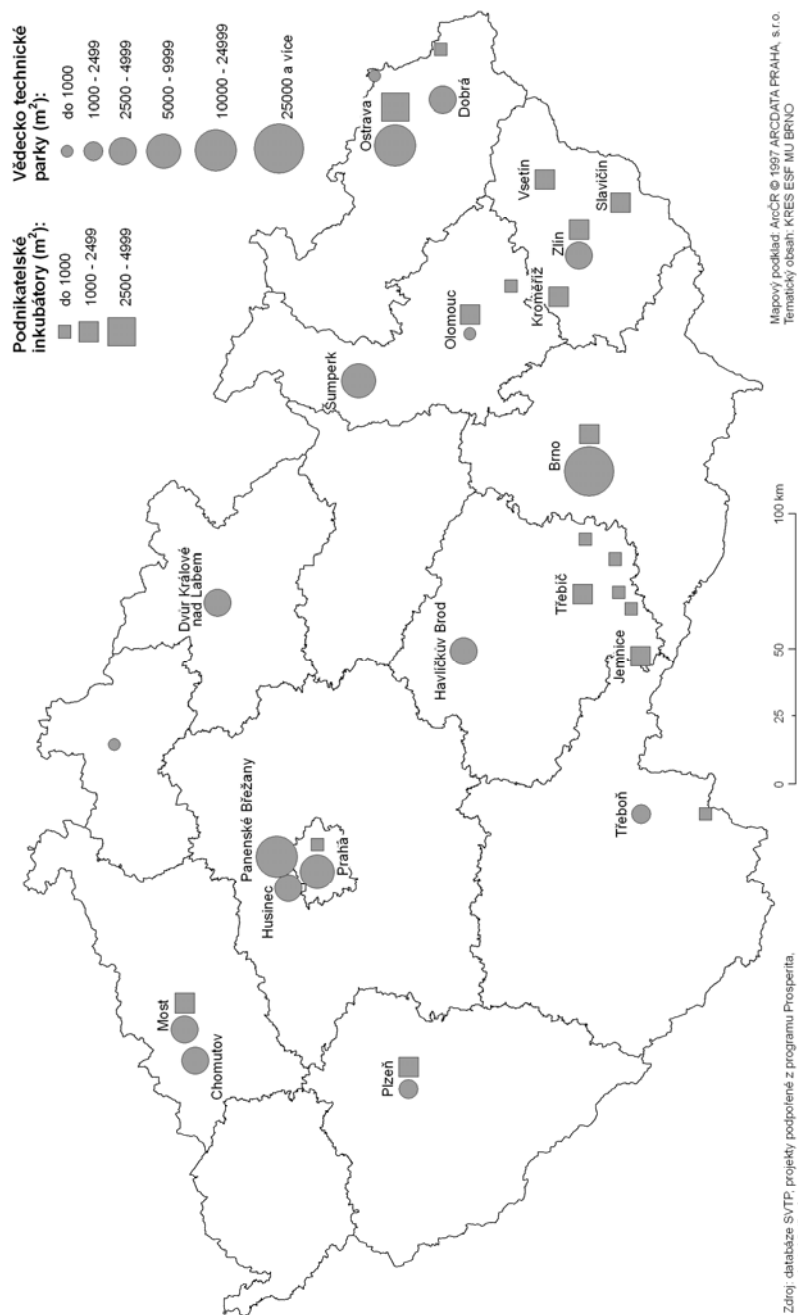 Podnikatelské
inkubátory (m²):
do 1000
1000 - 2499
2500 - 4999
Vědecko technické
parky (m²):
do 1000
1000 - 2499
2500 - 4999
5000 - 9999
10000 - 24999
25000 a více
Most
Chomutov
Plzeň
Panenské Břežany
Husinec
Prahá
Třeboň
Dvůr Králové
nad Labem
Havlíčkův Brod
Třebíč
Jemnice
Brno
Šumperk
Olomouc
Kroměříž
Zlín
Vsetín
Slavičín
Ostrava
Dobrá
0
25
50
100 km
Zdroj: databáze SVTP, projekty podpořené z programu Prosperita,
Mapový podklad: ArcČR © 1997 ARCDATA PRAHA, s.r.o.
Tematický obsah: KRES ESF MU BRNO